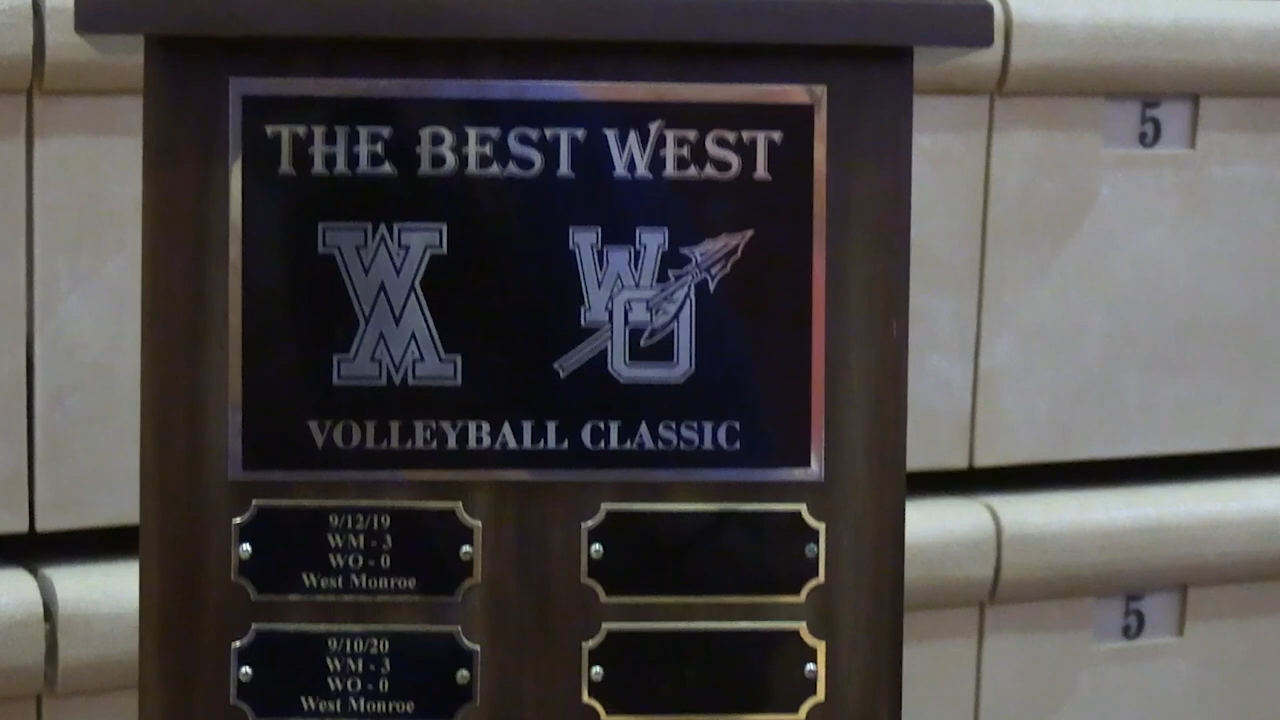 THE BEST WEST
WM
WO
VOLLEYBALL CLASSIC
9/12/19
WM - 3
WO - 0
West Monroe
9/10/20
WM - 3
WO - 0
West Monroe
5
5